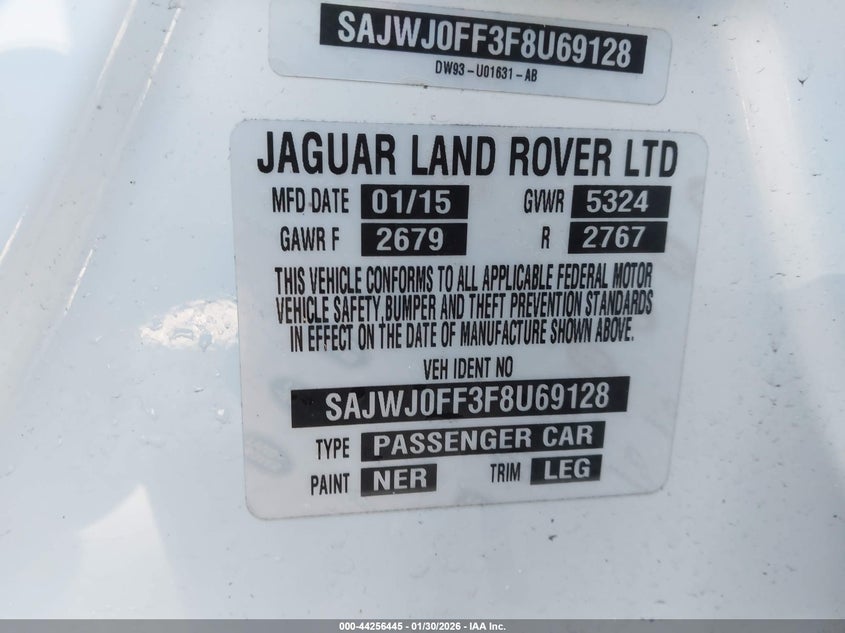 SAJWJ0FF3F8U69128
DW93-U01631-AB
JAGUAR LAND ROVER LTD
MFD DATE 01/15 GVWR 5324
GAWR F 2679 R 2767
THIS VEHICLE CONFORMS TO ALL APPLICABLE FEDERAL MOTOR
VEHICLE SAFETY,BUMPER AND THEFT PREVENTION STANDARDS
IN EFFECT ON THE DATE OF MANUFACTURE SHOWN ABOVE.
VEH IDENT NO
SAJWJ0FF3F8U69128
TYPE PASSENGER CAR
PAINT NER TRIM LEG
000-44256445 - 01/30/2026 - IAA Inc.